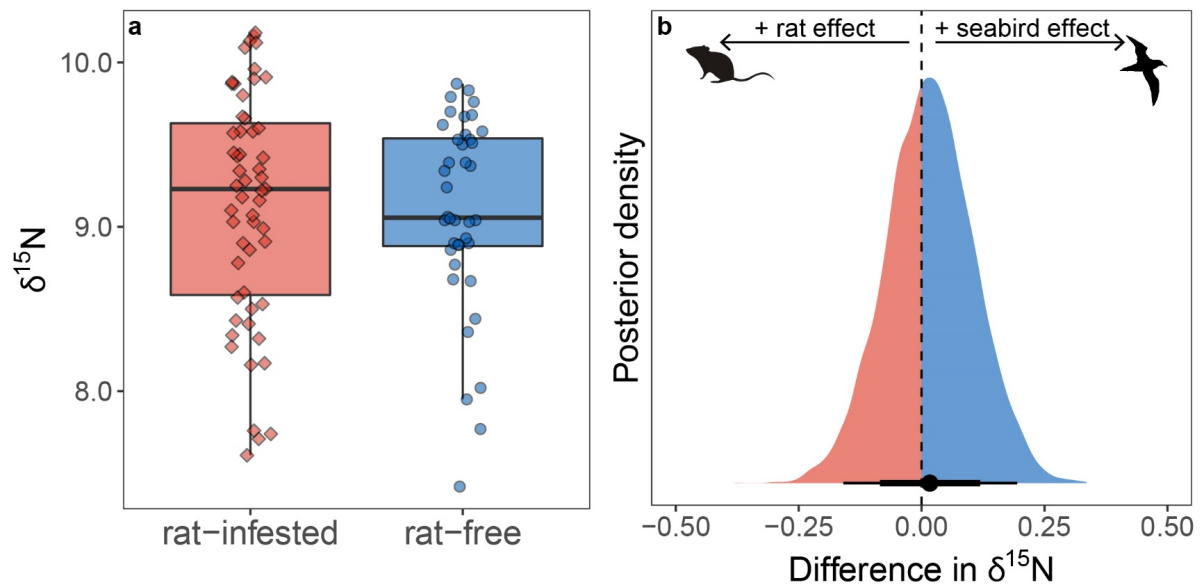 a
δ¹⁵N
10.0
9.0
8.0
rat−infested
rat−free
b
+ rat effect
+ seabird effect
Posterior density
−0.50
−0.25
0.00
0.25
0.50
Difference in δ¹⁵N